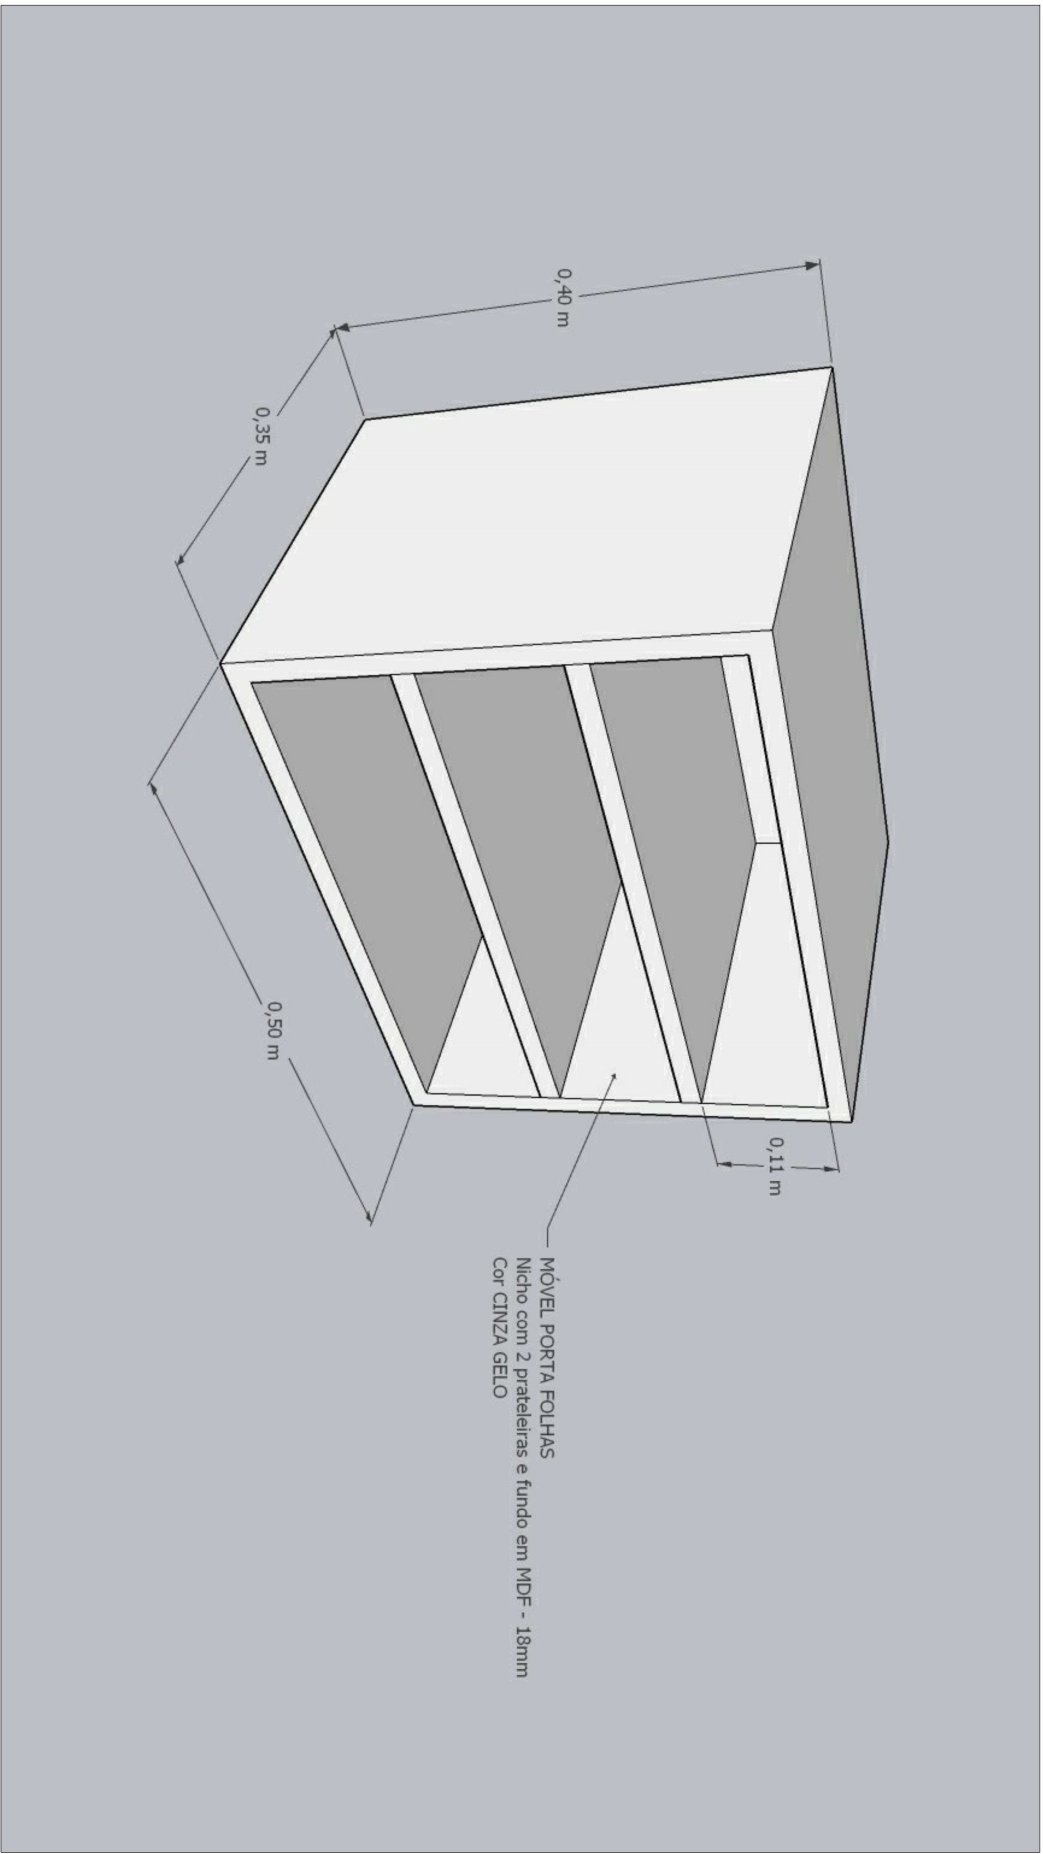 0,40 m
0,35 m
0,50 m
0,11 m
MÓVEL PORTA FOLHAS
Nicho com 2 prateleiras e fundo em MDF - 18mm
Cor CINZA GELO